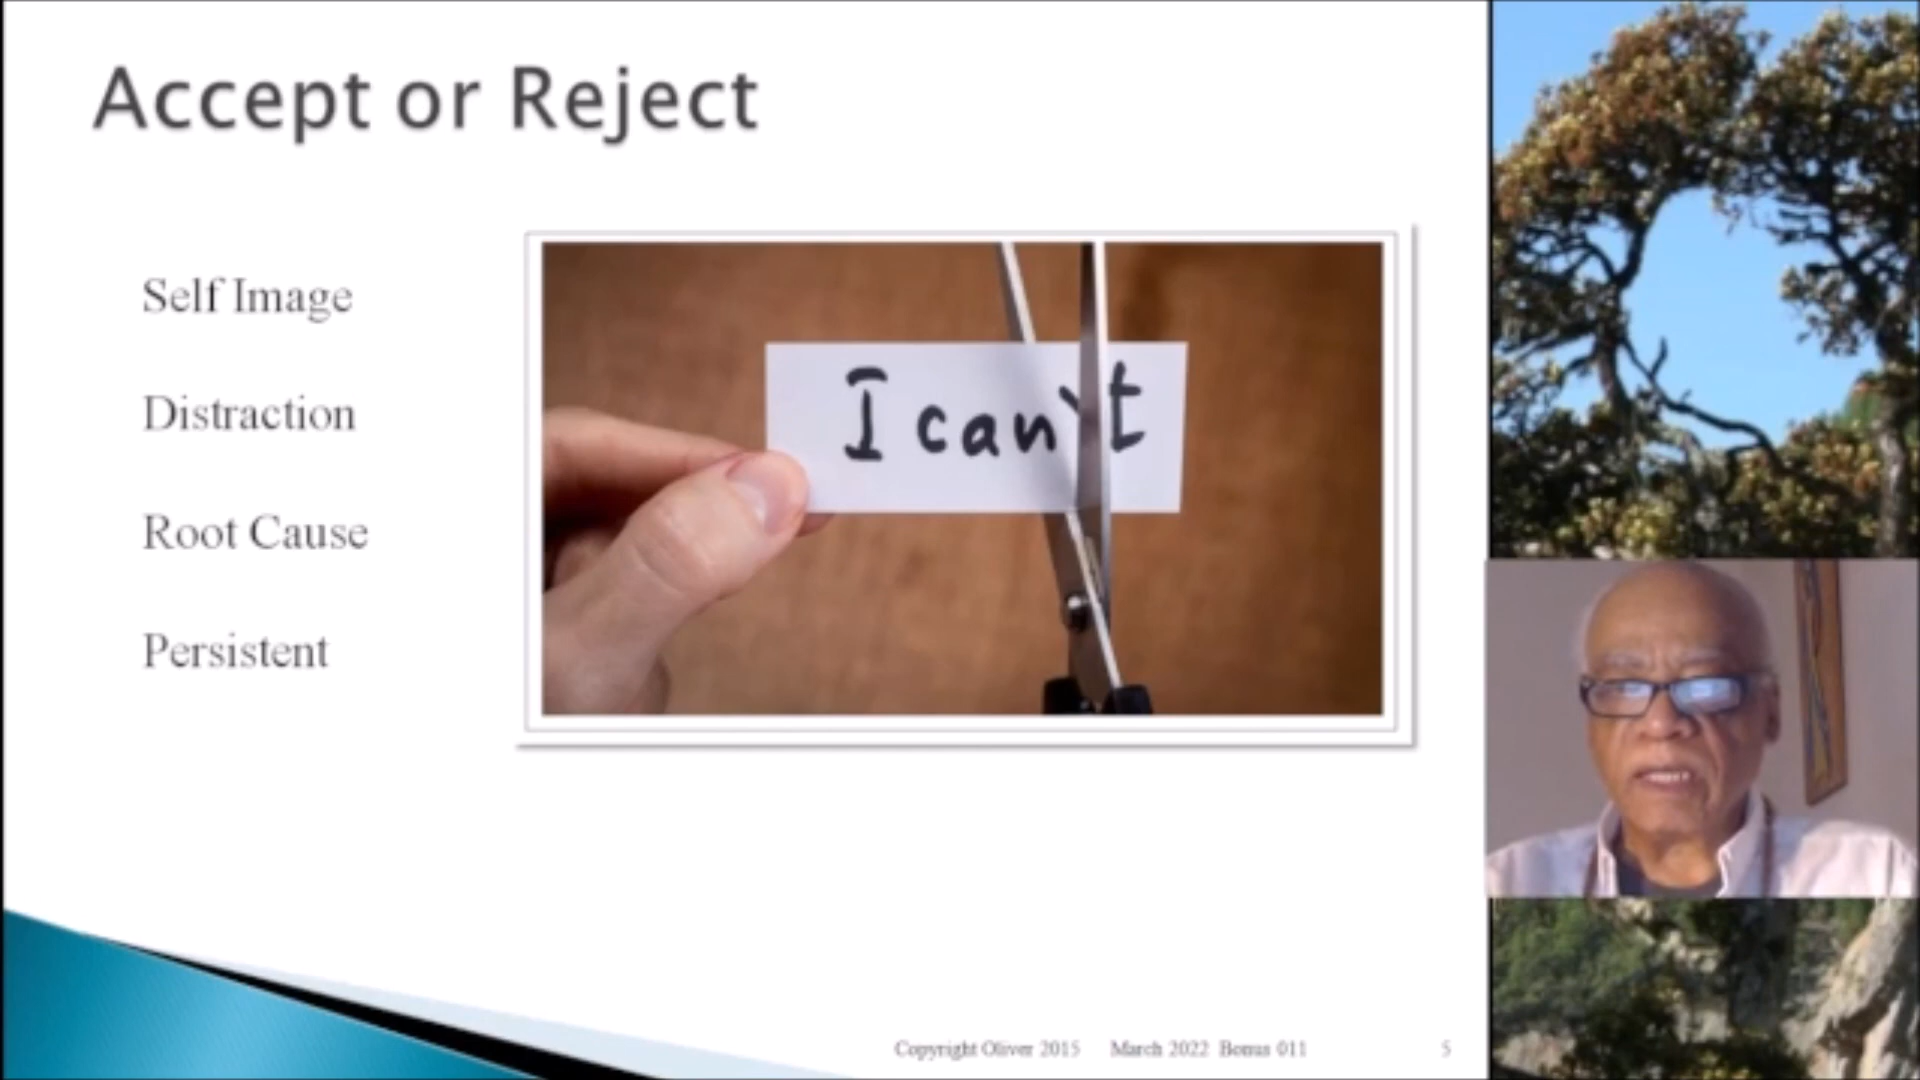 Accept or Reject
Self Image
Distraction
Root Cause
Persistent
I can't
Copyright Oliver 2015 March 2022 Bonus 011 5